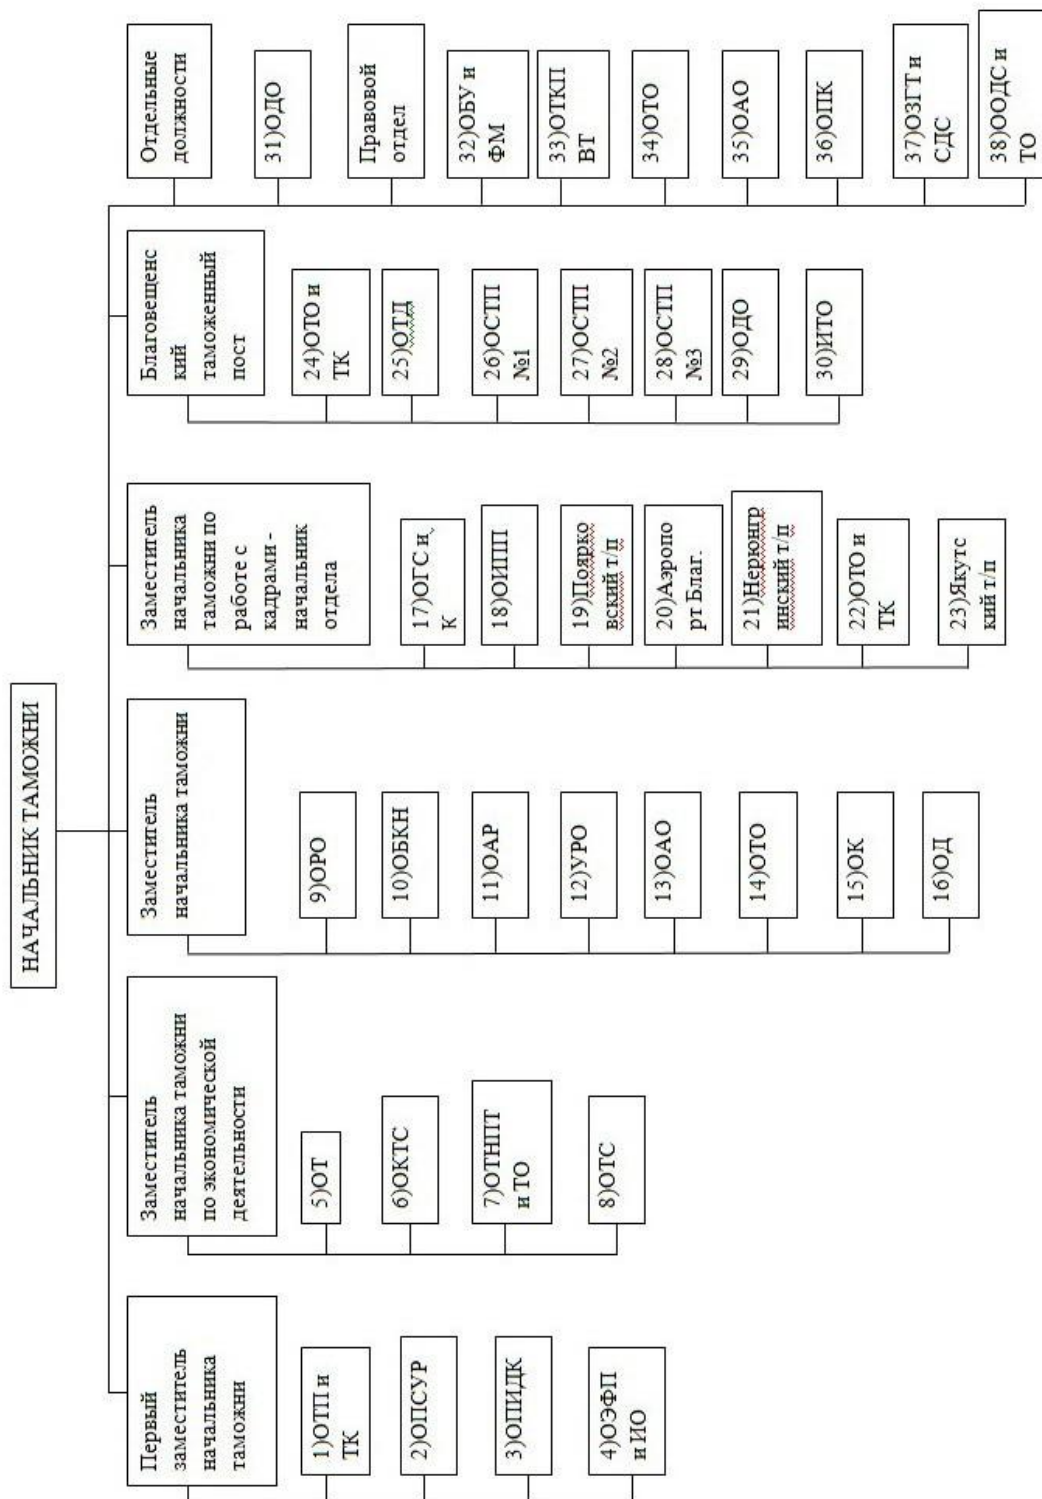 НАЧАЛЬНИК ТАМОЖНИ
Первый
заместитель
начальника
таможни
1)ОТП и
ТК
2)ОПСУР
3)ОПИДК
4)ОЭФП
и ИО
Заместитель
начальника таможни
по экономической
деятельности
5)ОТ
6)ОКТС
7)ОТНПТ
и ТО
8)ОТС
Заместитель
начальника таможни
9)ОРО
10)ОБКН
11)ОАР
12)УРО
13)ОАО
14)ОТО
15)ОК
16)ОД
Заместитель
начальника
таможни по
работе с
кадрами -
начальник
отдела
17)ОГС и
К
18)ОИПП
19)Поярко
вский т/п
20)Аэропо
рт Благ.
21)Нерюнгр
инский т/п
22)ОТО и
ТК
23)Якутс
кий т/п
Благовещенс
кий
таможенный
пост
24)ОТО и
ТК
25)ОТД
26)ОСТП
№1
27)ОСТП
№2
28)ОСТП
№3
29)ОДО
30)ИТО
Отдельные
должности
31)ОДО
Правовой
отдел
32)ОБУ и
ФМ
33)ОТКП
ВТ
34)ОТО
35)ОАО
36)ОПК
37)ОЗГТ и
СДС
38)ООДС и
ТО